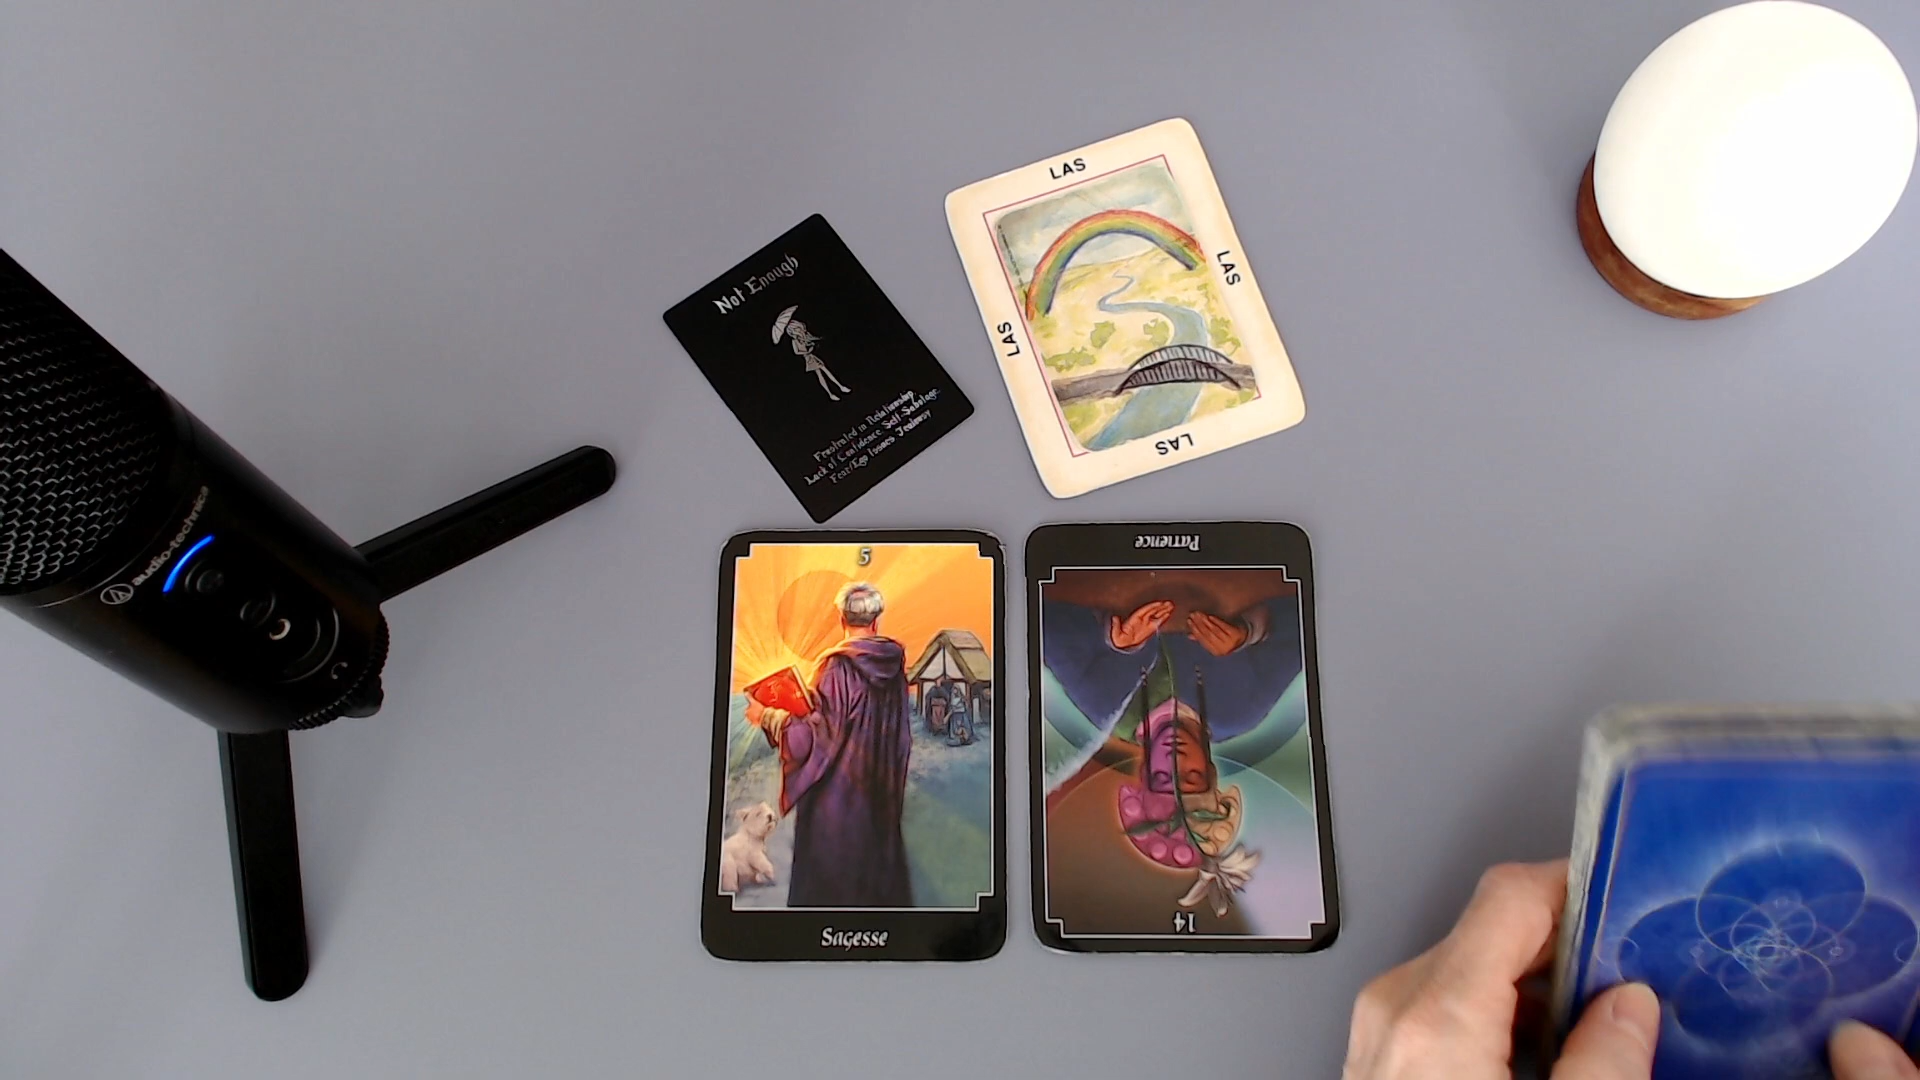 Not Enough
Frustrated in Relationship
Lack of Confidence, Self-Sabotage
Fear/Ego Issues, Jealousy
LAS
LAS
LAS
LAS
audio-technica
5
Sagesse
Patience
14